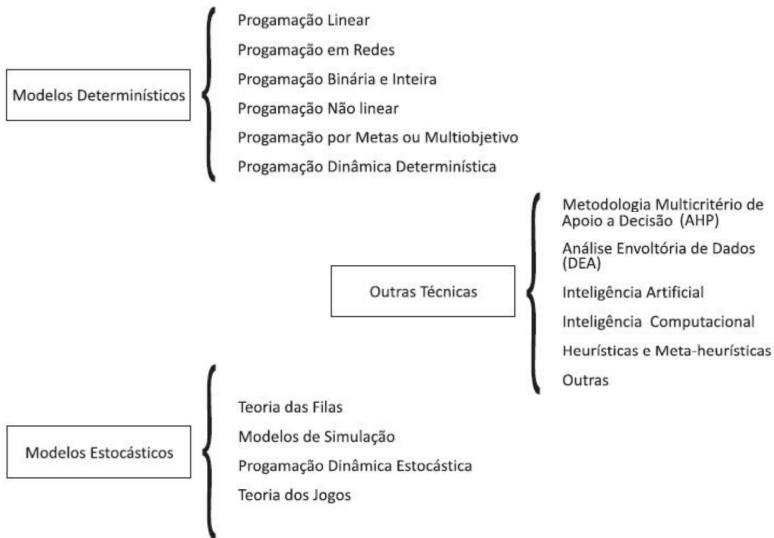 Modelos Determinísticos
Progamação Linear
Progamação em Redes
Progamação Binária e Inteira
Progamação Não linear
Progamação por Metas ou Multiobjetivo
Progamação Dinâmica Determinística
Outras Técnicas
Metodologia Multicritério de
Apoio a Decisão (AHP)
Análise Envoltória de Dados
(DEA)
Inteligência Artificial
Inteligência Computacional
Heurísticas e Meta-heurísticas
Outras
Modelos Estocásticos
Teoria das Filas
Modelos de Simulação
Progamação Dinâmica Estocástica
Teoria dos Jogos